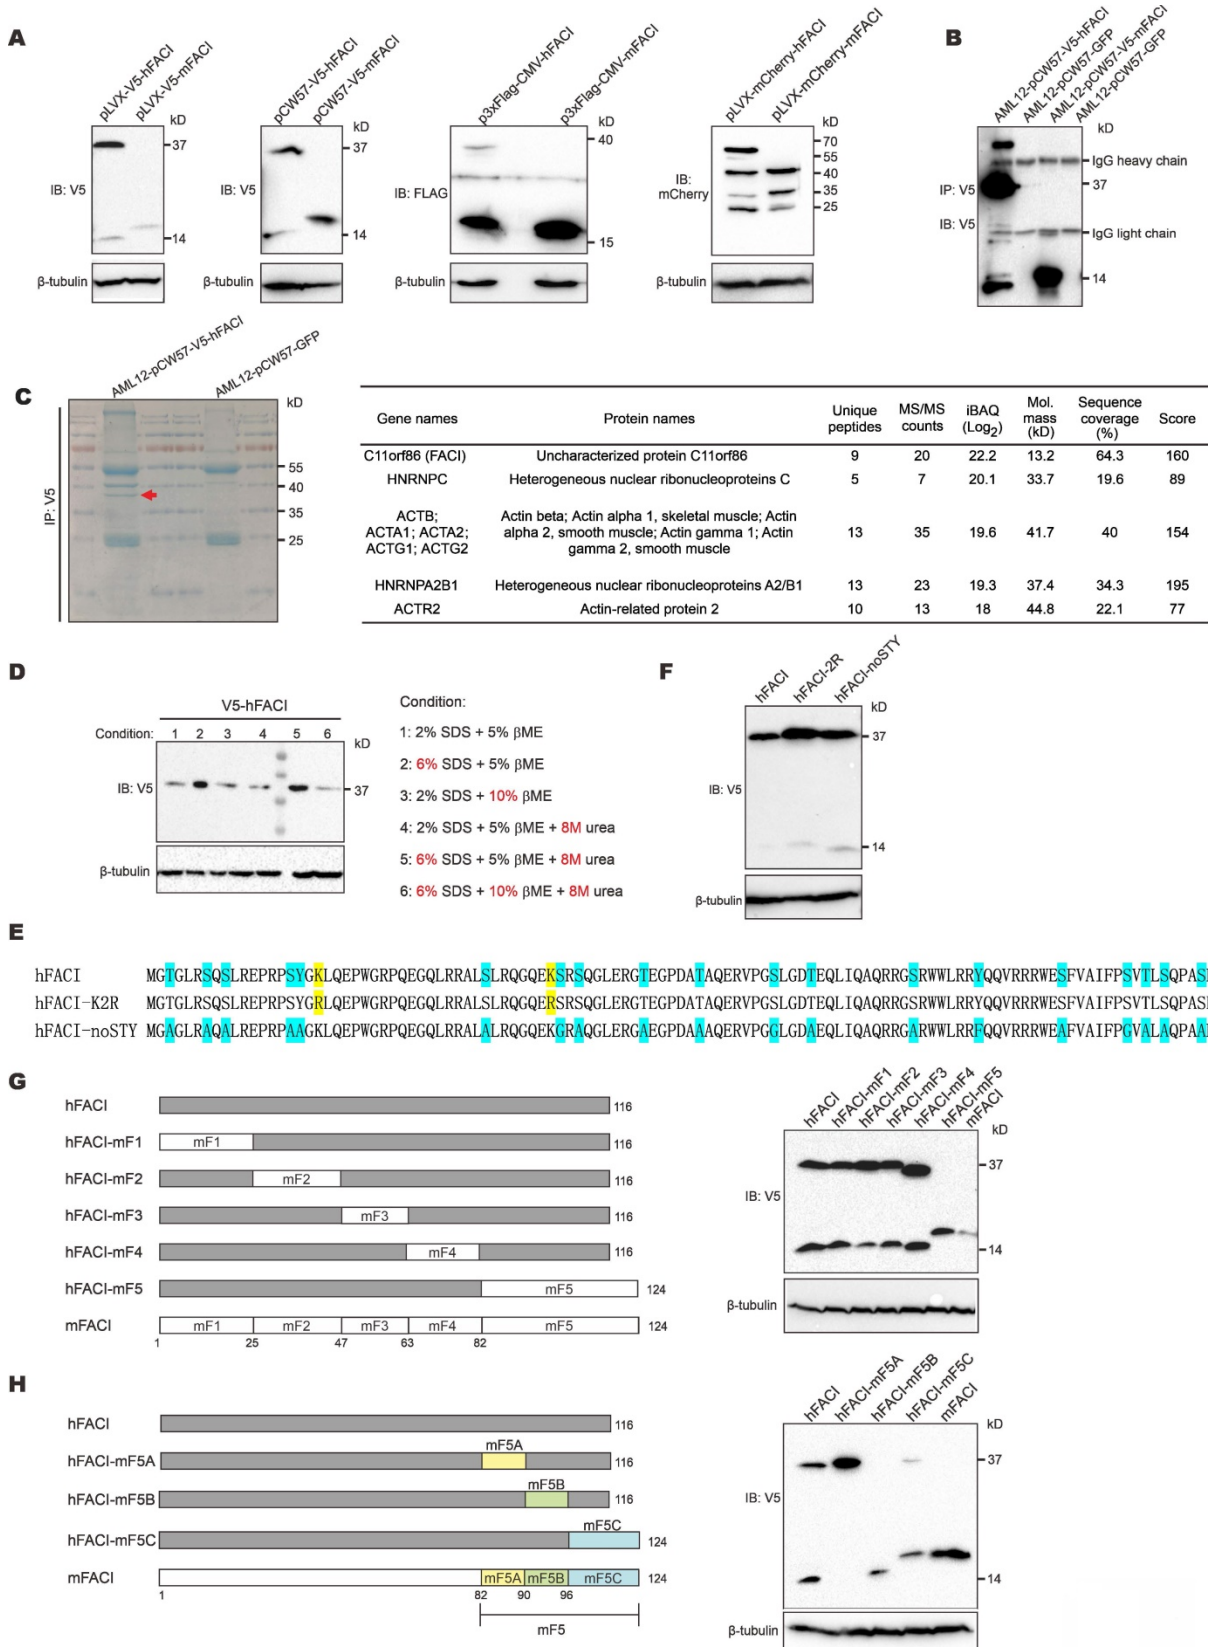 A
pLVX-V5-hFACI
pLVX-V5-mFACI
kD
37
14
IB: V5
β-tubulin
pCW57-V5-hFACI
pCW57-V5-mFACI
kD
37
14
IB: V5
β-tubulin
p3xFlag-CMV-hFACI
p3xFlag-CMV-mFACI
kD
40
15
IB: FLAG
β-tubulin
pLVX-mCherry-hFACI
pLVX-mCherry-mFACI
kD
70
55
40
35
25
IB:
mCherry
β-tubulin
B
AML12-pCW57-V5-hFACI
AML12-pCW57-GFP
AML12-pCW57-V5-mFACI
AML12-pCW57-GFP
kD
IgG heavy chain
37
IP: V5
IB: V5
IgG light chain
14
C
AML12-pCW57-V5-hFACI
AML12-pCW57-GFP
kD
55
40
35
25
IP: V5
Gene names Protein names Unique peptides MS/MS counts iBAQ (Log2) Mol. mass (kD) Sequence coverage (%) Score
C11orf86 (FACI) Uncharacterized protein C11orf86 9 20 22.2 13.2 64.3 160
HNRNPC Heterogeneous nuclear ribonucleoproteins C 5 7 20.1 33.7 19.6 89
ACTB; ACTA1; ACTA2; ACTG1; ACTG2 Actin beta; Actin alpha 1, skeletal muscle; Actin alpha 2, smooth muscle; Actin gamma 1; Actin gamma 2, smooth muscle 13 35 19.6 41.7 40 154
HNRNPA2B1 Heterogeneous nuclear ribonucleoproteins A2/B1 13 23 19.3 37.4 34.3 195
ACTR2 Actin-related protein 2 10 13 18 44.8 22.1 77
D
V5-hFACI
Condition: 1 2 3 4 5 6
kD
IB: V5
37
β-tubulin
Condition:
1: 2% SDS + 5% βME
2: 6% SDS + 5% βME
3: 2% SDS + 10% βME
4: 2% SDS + 5% βME + 8M urea
5: 6% SDS + 5% βME + 8M urea
6: 6% SDS + 10% βME + 8M urea
F
hFACI
hFACI-2R
hFACI-noSTY
kD
37
IB: V5
14
β-tubulin
E
hFACI MGTGLRSQSLREPRPSYGKLQEPWGRPQEGQLRRALSLRQGQEKSRSQGLERGTEGPDATAQERVPGSLGDTEQLIQAQRRGSRWWLRRYQQVRRRWESFVAIFPSVTLSQPAS
hFACI-K2R MGTGLRSQSLREPRPSYGRLQEPWGRPQEGQLRRALSLRQGQERSRSQGLERGTEGPDATAQERVPGSLGDTEQLIQAQRRGSRWWLRRYQQVRRRWESFVAIFPSVTLSQPAS
hFACI-noSTY MGAGLRAQALREPRPAAGKLQEPWGRPQEGQLRRALALRQGQEKGRAQGLERGAEGPDAAAQERVPGGLGDAEQLIQAQRRGARWWLRRFQQVRRRWEAFVAIFPGVALAQPAA
G
hFACI 116
hFACI-mF1 mF1 116
hFACI-mF2 mF2 116
hFACI-mF3 mF3 116
hFACI-mF4 mF4 116
hFACI-mF5 mF5 124
mFACI mF1 mF2 mF3 mF4 mF5 124
1 25 47 63 82
hFACI
hFACI-mF1
hFACI-mF2
hFACI-mF3
hFACI-mF4
hFACI-mF5
mFACI
kD
37
IB: V5
14
β-tubulin
H
hFACI 116
mF5A
hFACI-mF5A 116
mF5B
hFACI-mF5B 116
mF5C
hFACI-mF5C 124
mFACI mF5A mF5B mF5C 124
1 82 90 96
mF5
hFACI
hFACI-mF5A
hFACI-mF5B
hFACI-mF5C
mFACI
kD
37
IB: V5
14
β-tubulin